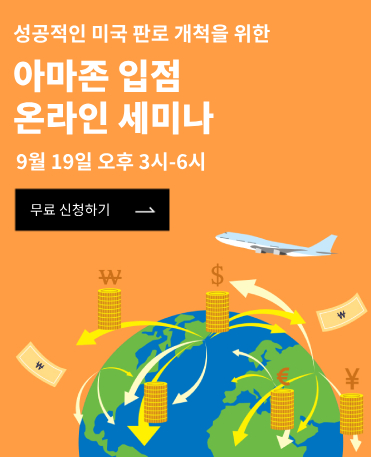 성공적인 미국 판로 개척을 위한
아마존 입점
온라인 세미나
9월 19일 오후 3시-6시
무료 신청하기
₩
$
₩
₩
€
¥